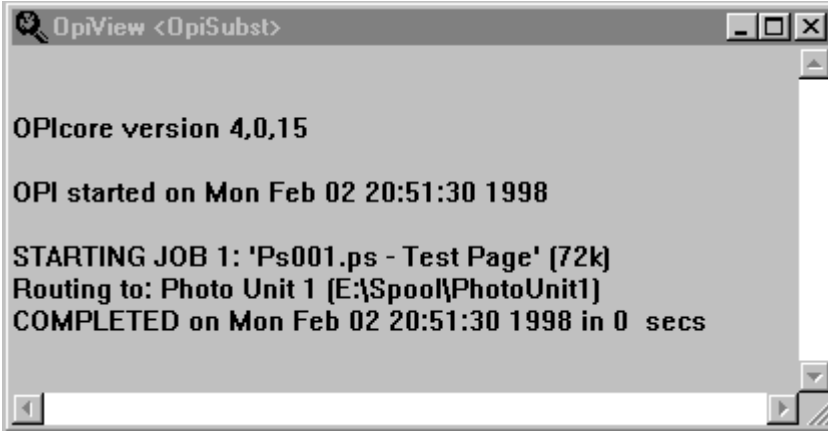 OpiView <OpiSubst>
OPIcore version 4,0,15
OPI started on Mon Feb 02 20:51:30 1998
STARTING JOB 1: 'Ps001.ps - Test Page' (72k)
Routing to: Photo Unit 1 (E:\Spool\PhotoUnit1)
COMPLETED on Mon Feb 02 20:51:30 1998 in 0  secs